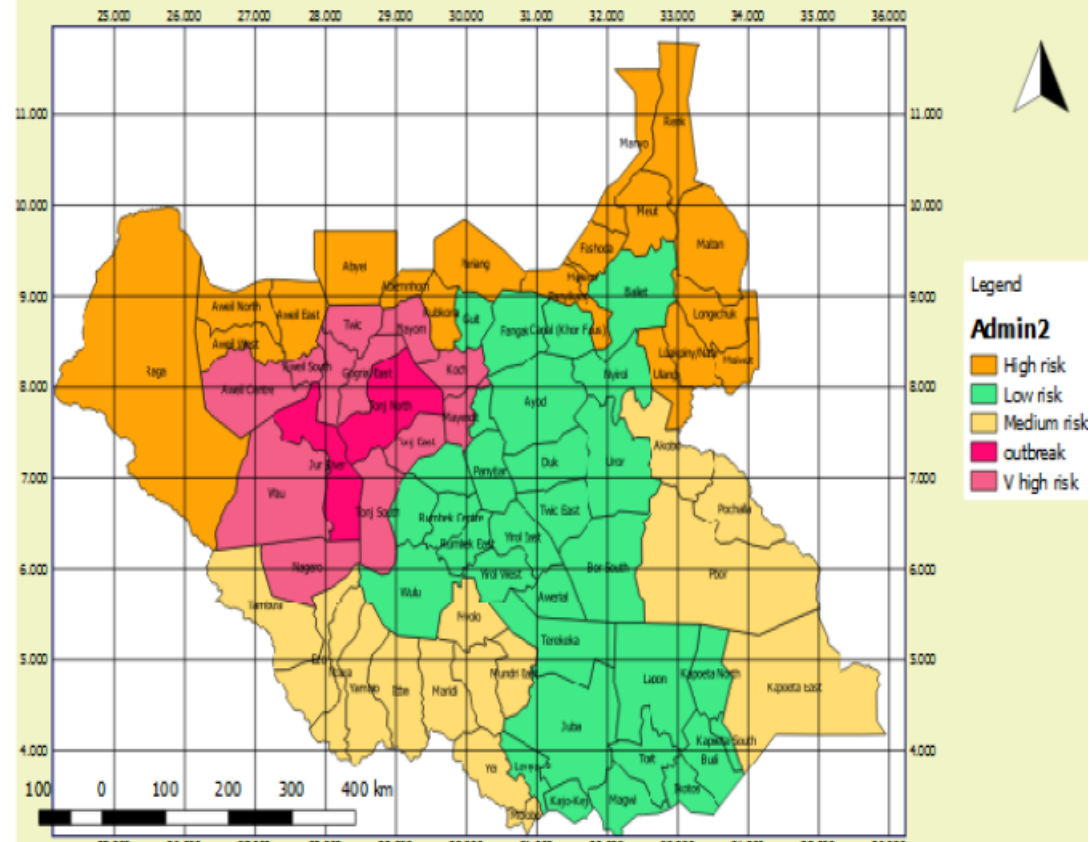 25.000 26.000 27.000 28.000 29.000 30.000 31.000 32.000 33.000 34.000 35.000 36.000
11.000 11.000
Renk
Manyo
10.000 10.000
Melut
Maban
Fashoda
Abyei
Abiemnhom
9.000 9.000
Aweil North
Aweil East
Baliet
Longochuk
Rubkona
Guit
Twic
Mayom
Fangak
Canal (Khor Fulus)
Aweil West
Aweil South
Maiwut
Raga
Gogrial East
Koch
Nyirol
Ulang
8.000 8.000
Aweil Centre
Tonj North
Ayod
Mayendit
Tonj East
Akobo
Jur River
Panyijiar
Duk
Uror
7.000 7.000
Wau
Tonj South
Rumbek Centre
Twic East
Pochalla
Yirol East
Rumbek East
6.000 6.000
Nagero
Yirol West
Bor South
Pibor
Wulu
Awerial
Tambura
Mvolo
Terekeka
5.000 5.000
Ezo
Yambio
Ibba
Maridi
Mundri East
Lapon
Kapoeta North
Kapoeta East
Juba
4.000 4.000
Kapoeta South
Yei
Torit
Budi
Kajo-Keji
Magwi
Ikotos
Morobo
100 0 100 200 300 400 km
Legend
Admin2
High risk
Low risk
Medium risk
outbreak
V high risk